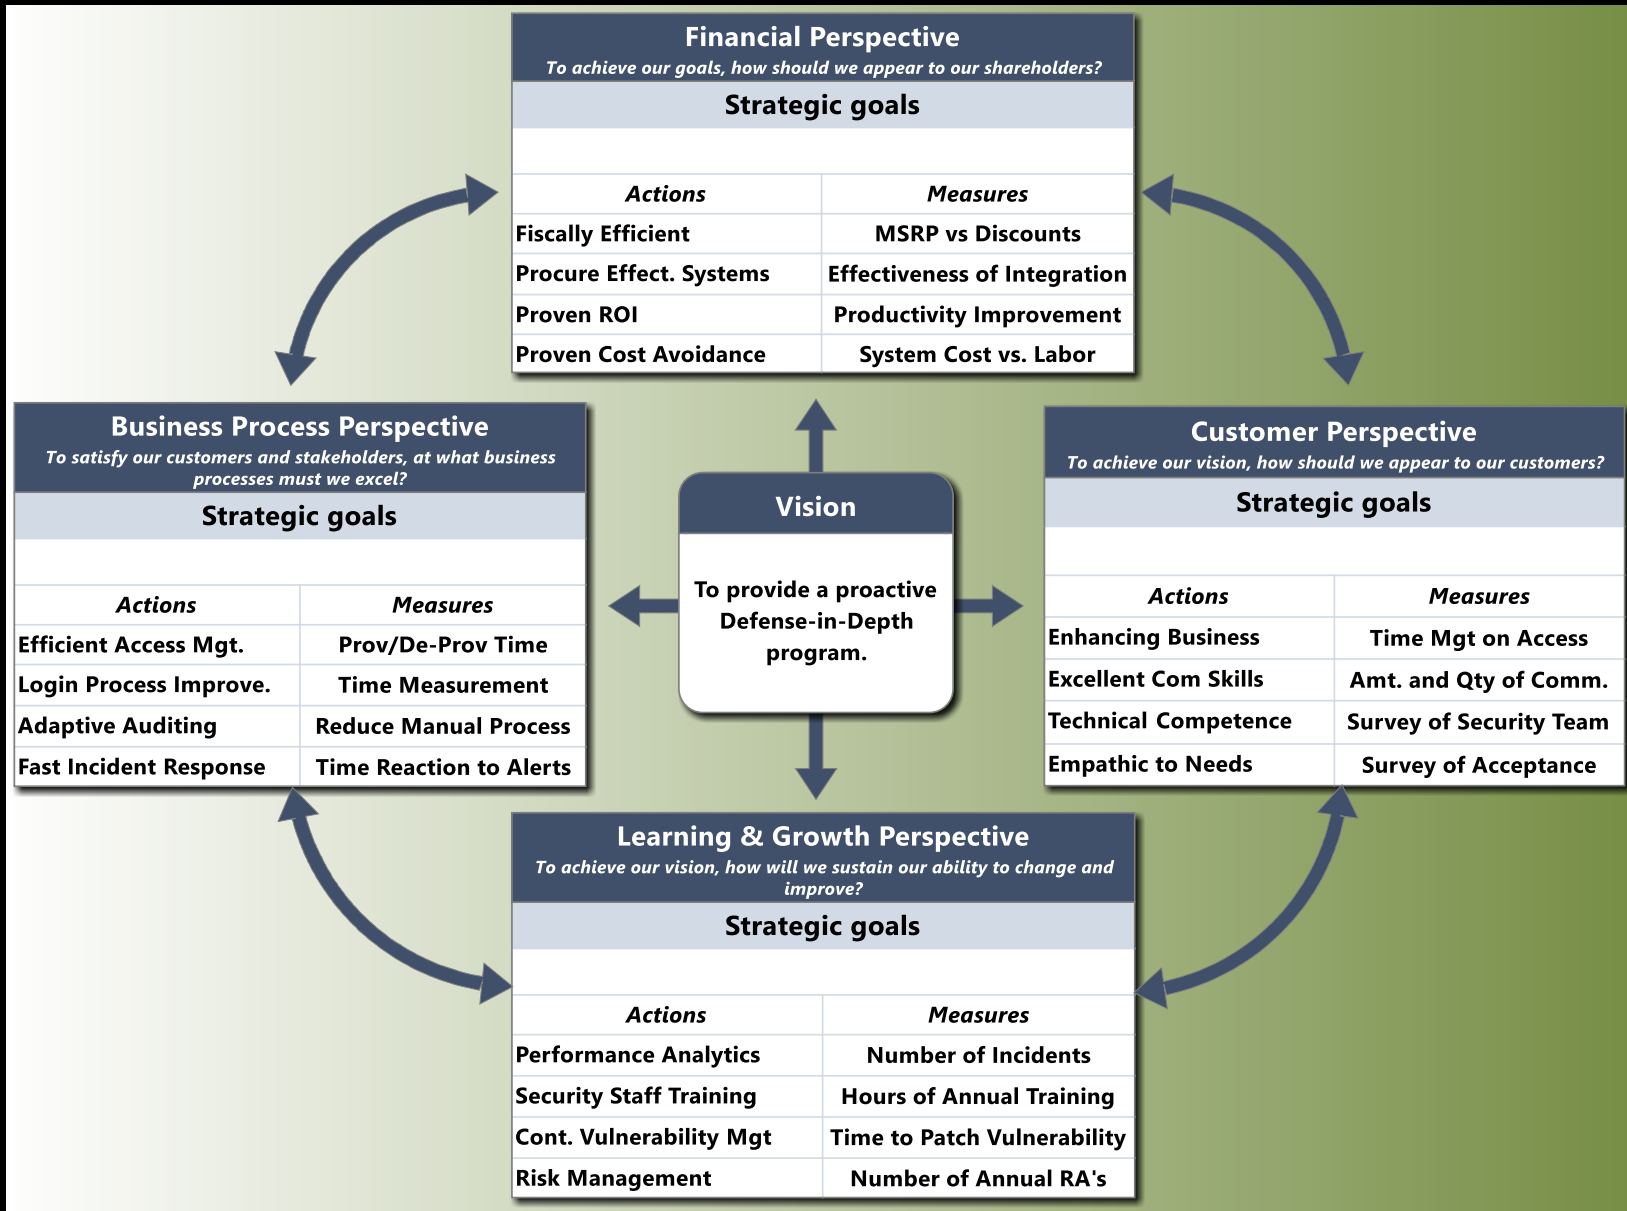 Financial Perspective
To achieve our goals, how should we appear to our shareholders?
Strategic goals
Actions Measures
Fiscally Efficient MSRP vs Discounts
Procure Effect. Systems Effectiveness of Integration
Proven ROI Productivity Improvement
Proven Cost Avoidance System Cost vs. Labor
Business Process Perspective
To satisfy our customers and stakeholders, at what business
processes must we excel?
Strategic goals
Actions Measures
Efficient Access Mgt. Prov/De-Prov Time
Login Process Improve. Time Measurement
Adaptive Auditing Reduce Manual Process
Fast Incident Response Time Reaction to Alerts
Vision
To provide a proactive
Defense-in-Depth
program.
Customer Perspective
To achieve our vision, how should we appear to our customers?
Strategic goals
Actions Measures
Enhancing Business Time Mgt on Access
Excellent Com Skills Amt. and Qty of Comm.
Technical Competence Survey of Security Team
Empathic to Needs Survey of Acceptance
Learning & Growth Perspective
To achieve our vision, how will we sustain our ability to change and
improve?
Strategic goals
Actions Measures
Performance Analytics Number of Incidents
Security Staff Training Hours of Annual Training
Cont. Vulnerability Mgt Time to Patch Vulnerability
Risk Management Number of Annual RA's